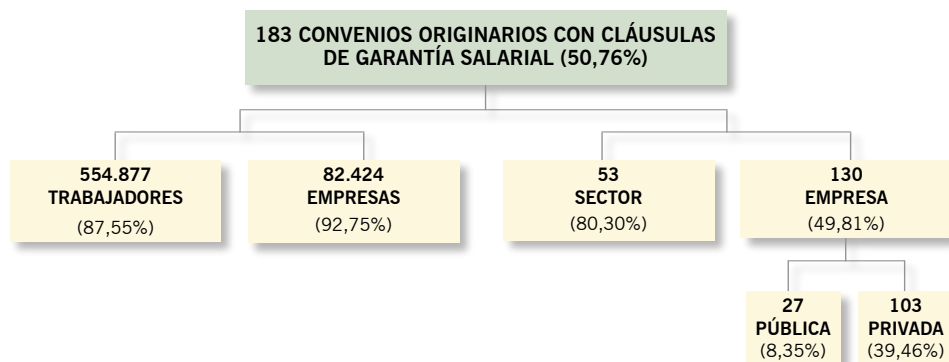 183 CONVENIOS ORIGINARIOS CON CLÁUSULAS
DE GARANTÍA SALARIAL (50,76%)
554.877
TRABAJADORES
(87,55%)
82.424
EMPRESAS
(92,75%)
53
SECTOR
(80,30%)
130
EMPRESA
(49,81%)
27
PÚBLICA
(8,35%)
103
PRIVADA
(39,46%)